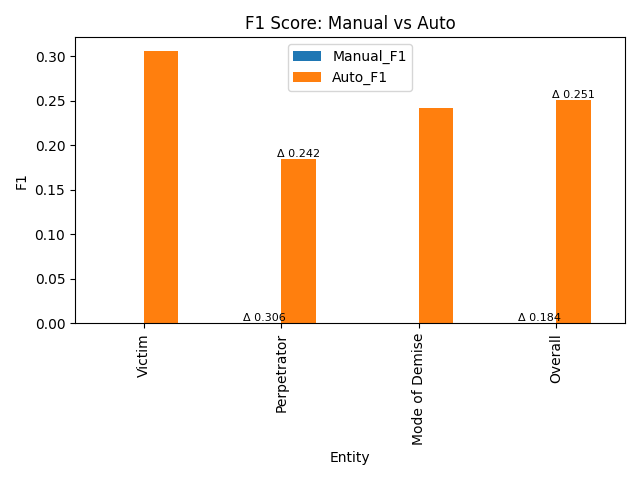 F1 Score: Manual vs Auto
Manual_F1
Auto_F1
F1
0.30
0.25
0.20
0.15
0.10
0.05
0.00
Δ 0.306
Δ 0.242
Δ 0.184
Δ 0.251
Victim
Perpetrator
Mode of Demise
Overall
Entity